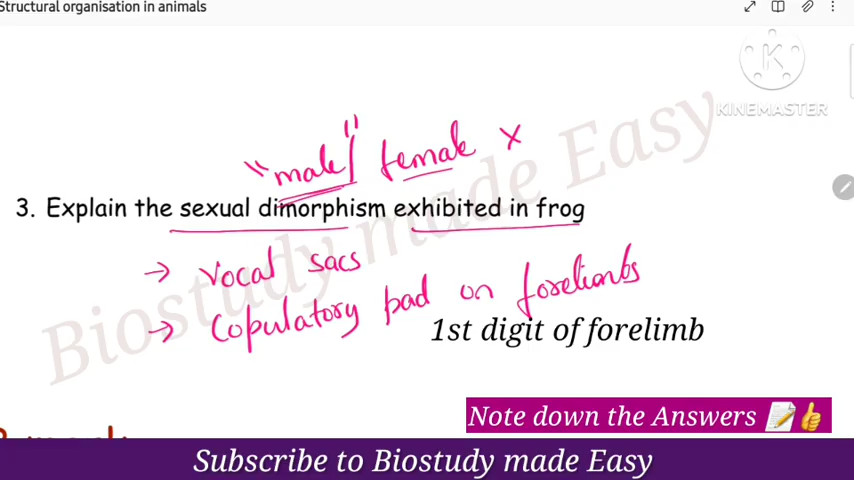 Structural organisation in animals
KINEMASTER
"male" | female ×
3. Explain the sexual dimorphism exhibited in frog
→ vocal sacs
→ Copulatory pad on forelimbs
1st digit of forelimb
Biostudy made Easy
Note down the Answers 📝👍
Subscribe to Biostudy made Easy